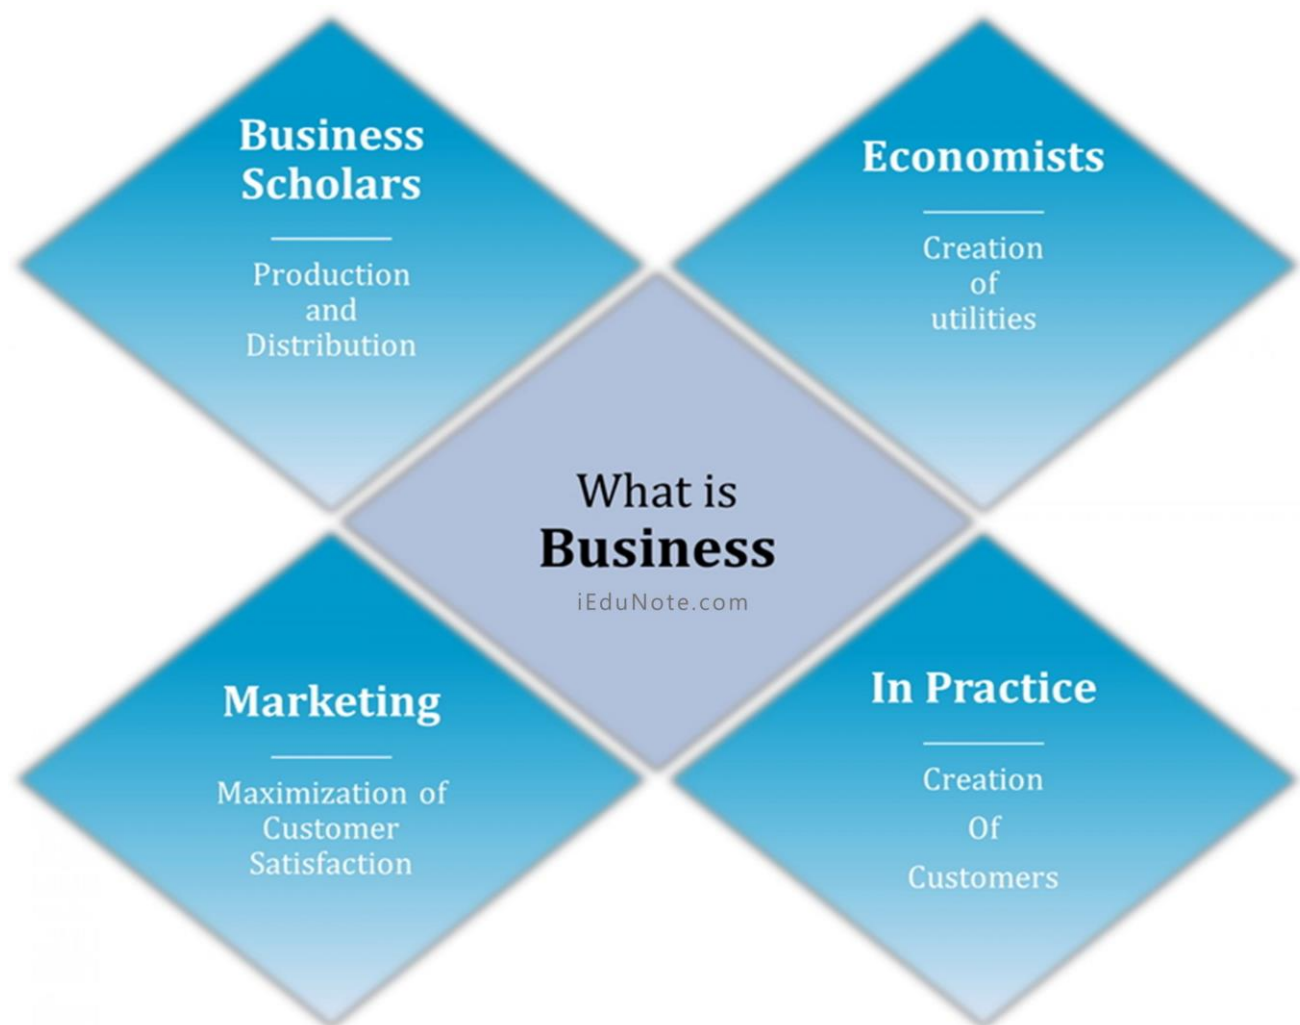 Business
Scholars
Production
and
Distribution
Economists
Creation
of
utilities
What is
Business
iEduNote.com
Marketing
Maximization of
Customer
Satisfaction
In Practice
Creation
Of
Customers